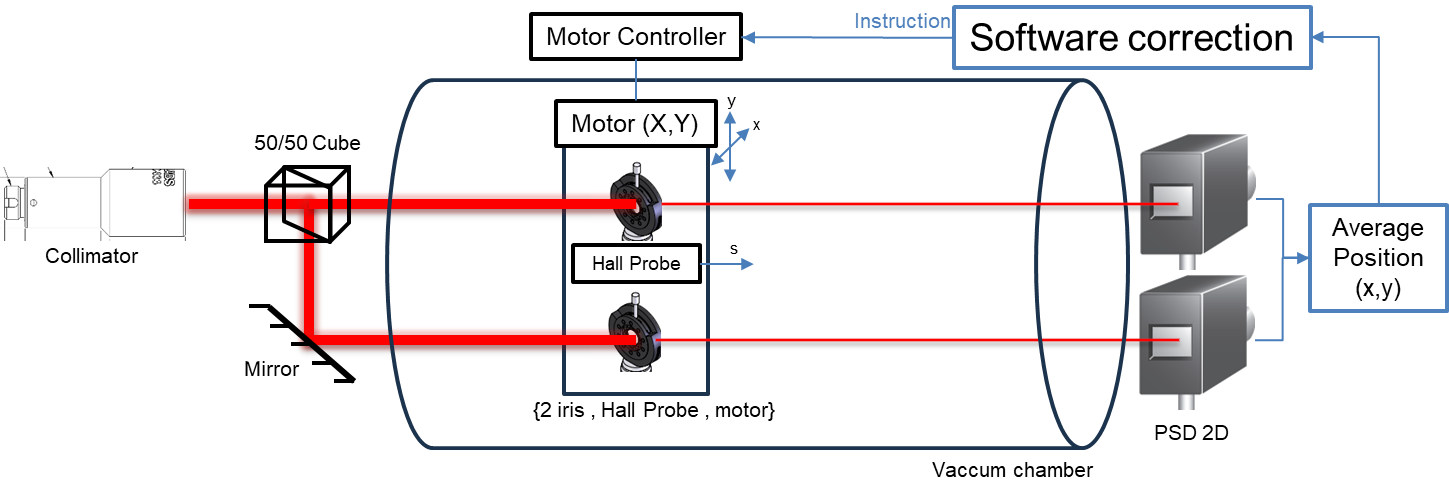 Instruction
Software correction
Motor Controller
y
Motor (X,Y)
x
50/50 Cube
Collimator
s
Hall Probe
Average
Position
(x,y)
Mirror
{2 iris , Hall Probe , motor}
PSD 2D
Vaccum chamber